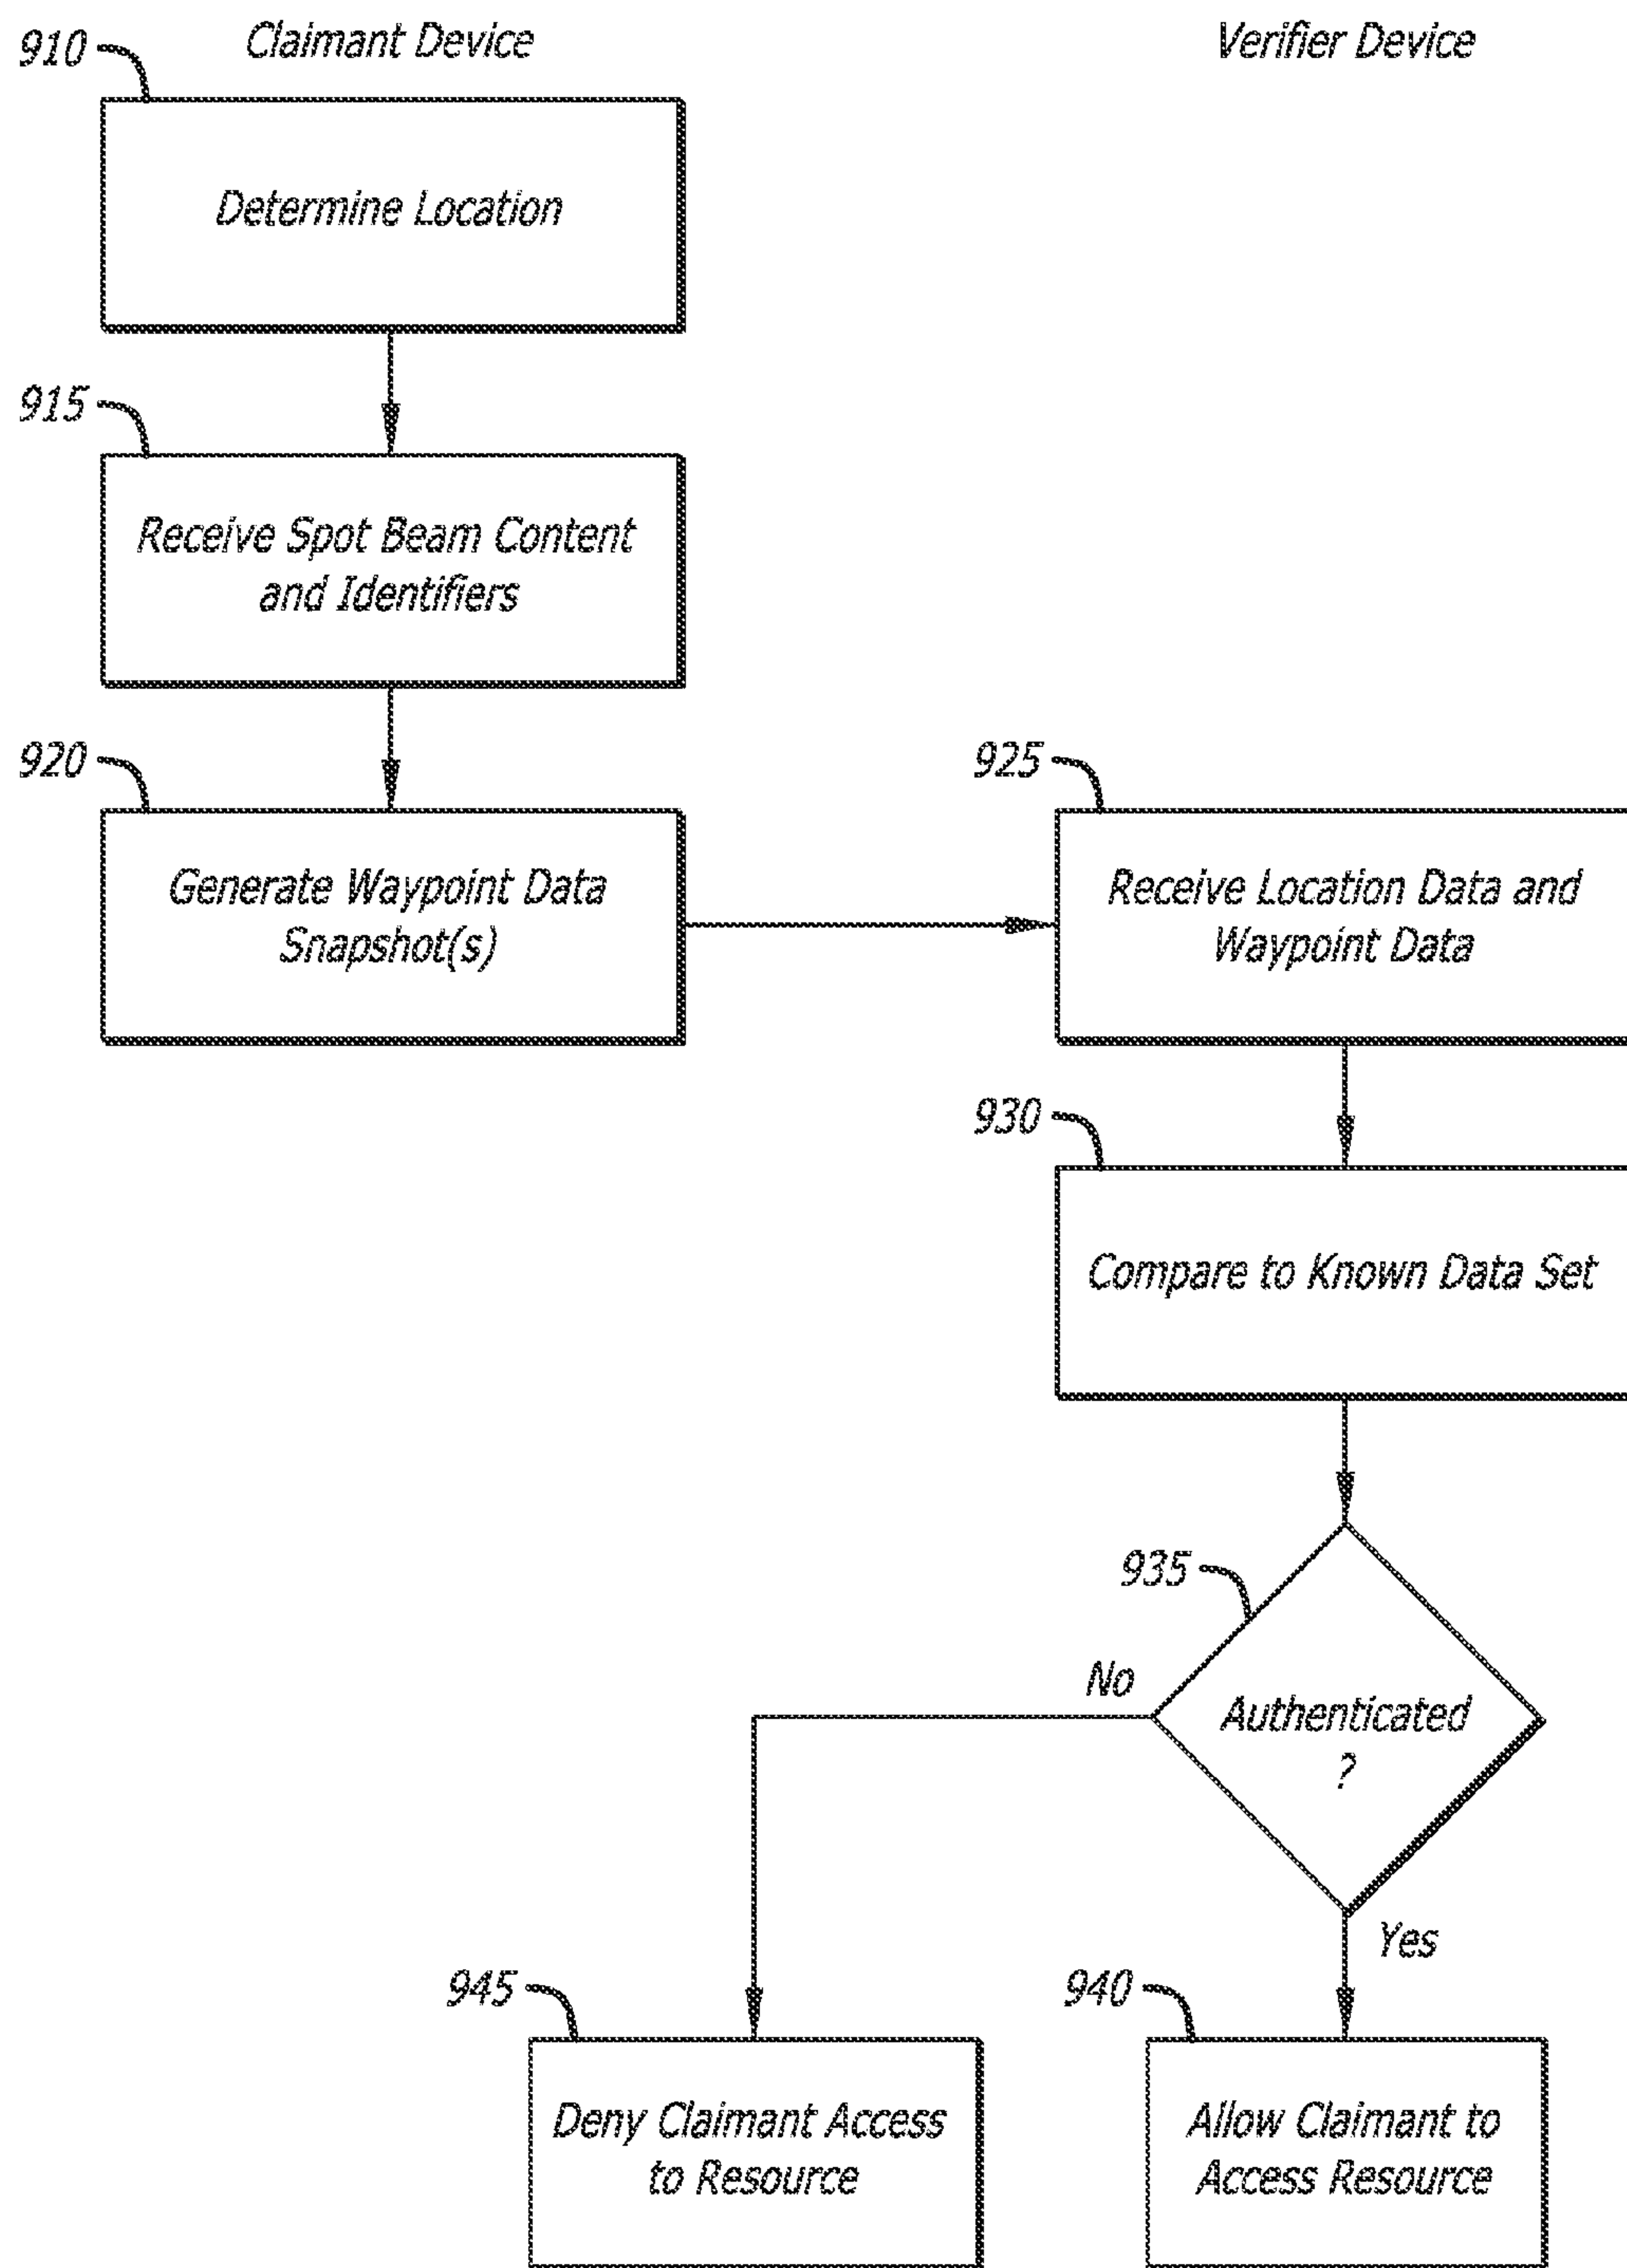 Claimant Device
Verifier Device
910
Determine Location
915
Receive Spot Beam Content
and Identifiers
920
Generate Waypoint Data
Snapshot(s)
925
Receive Location Data and
Waypoint Data
930
Compare to Known Data Set
935
Authenticated
?
No
Yes
945
Deny Claimant Access
to Resource
940
Allow Claimant to
Access Resource